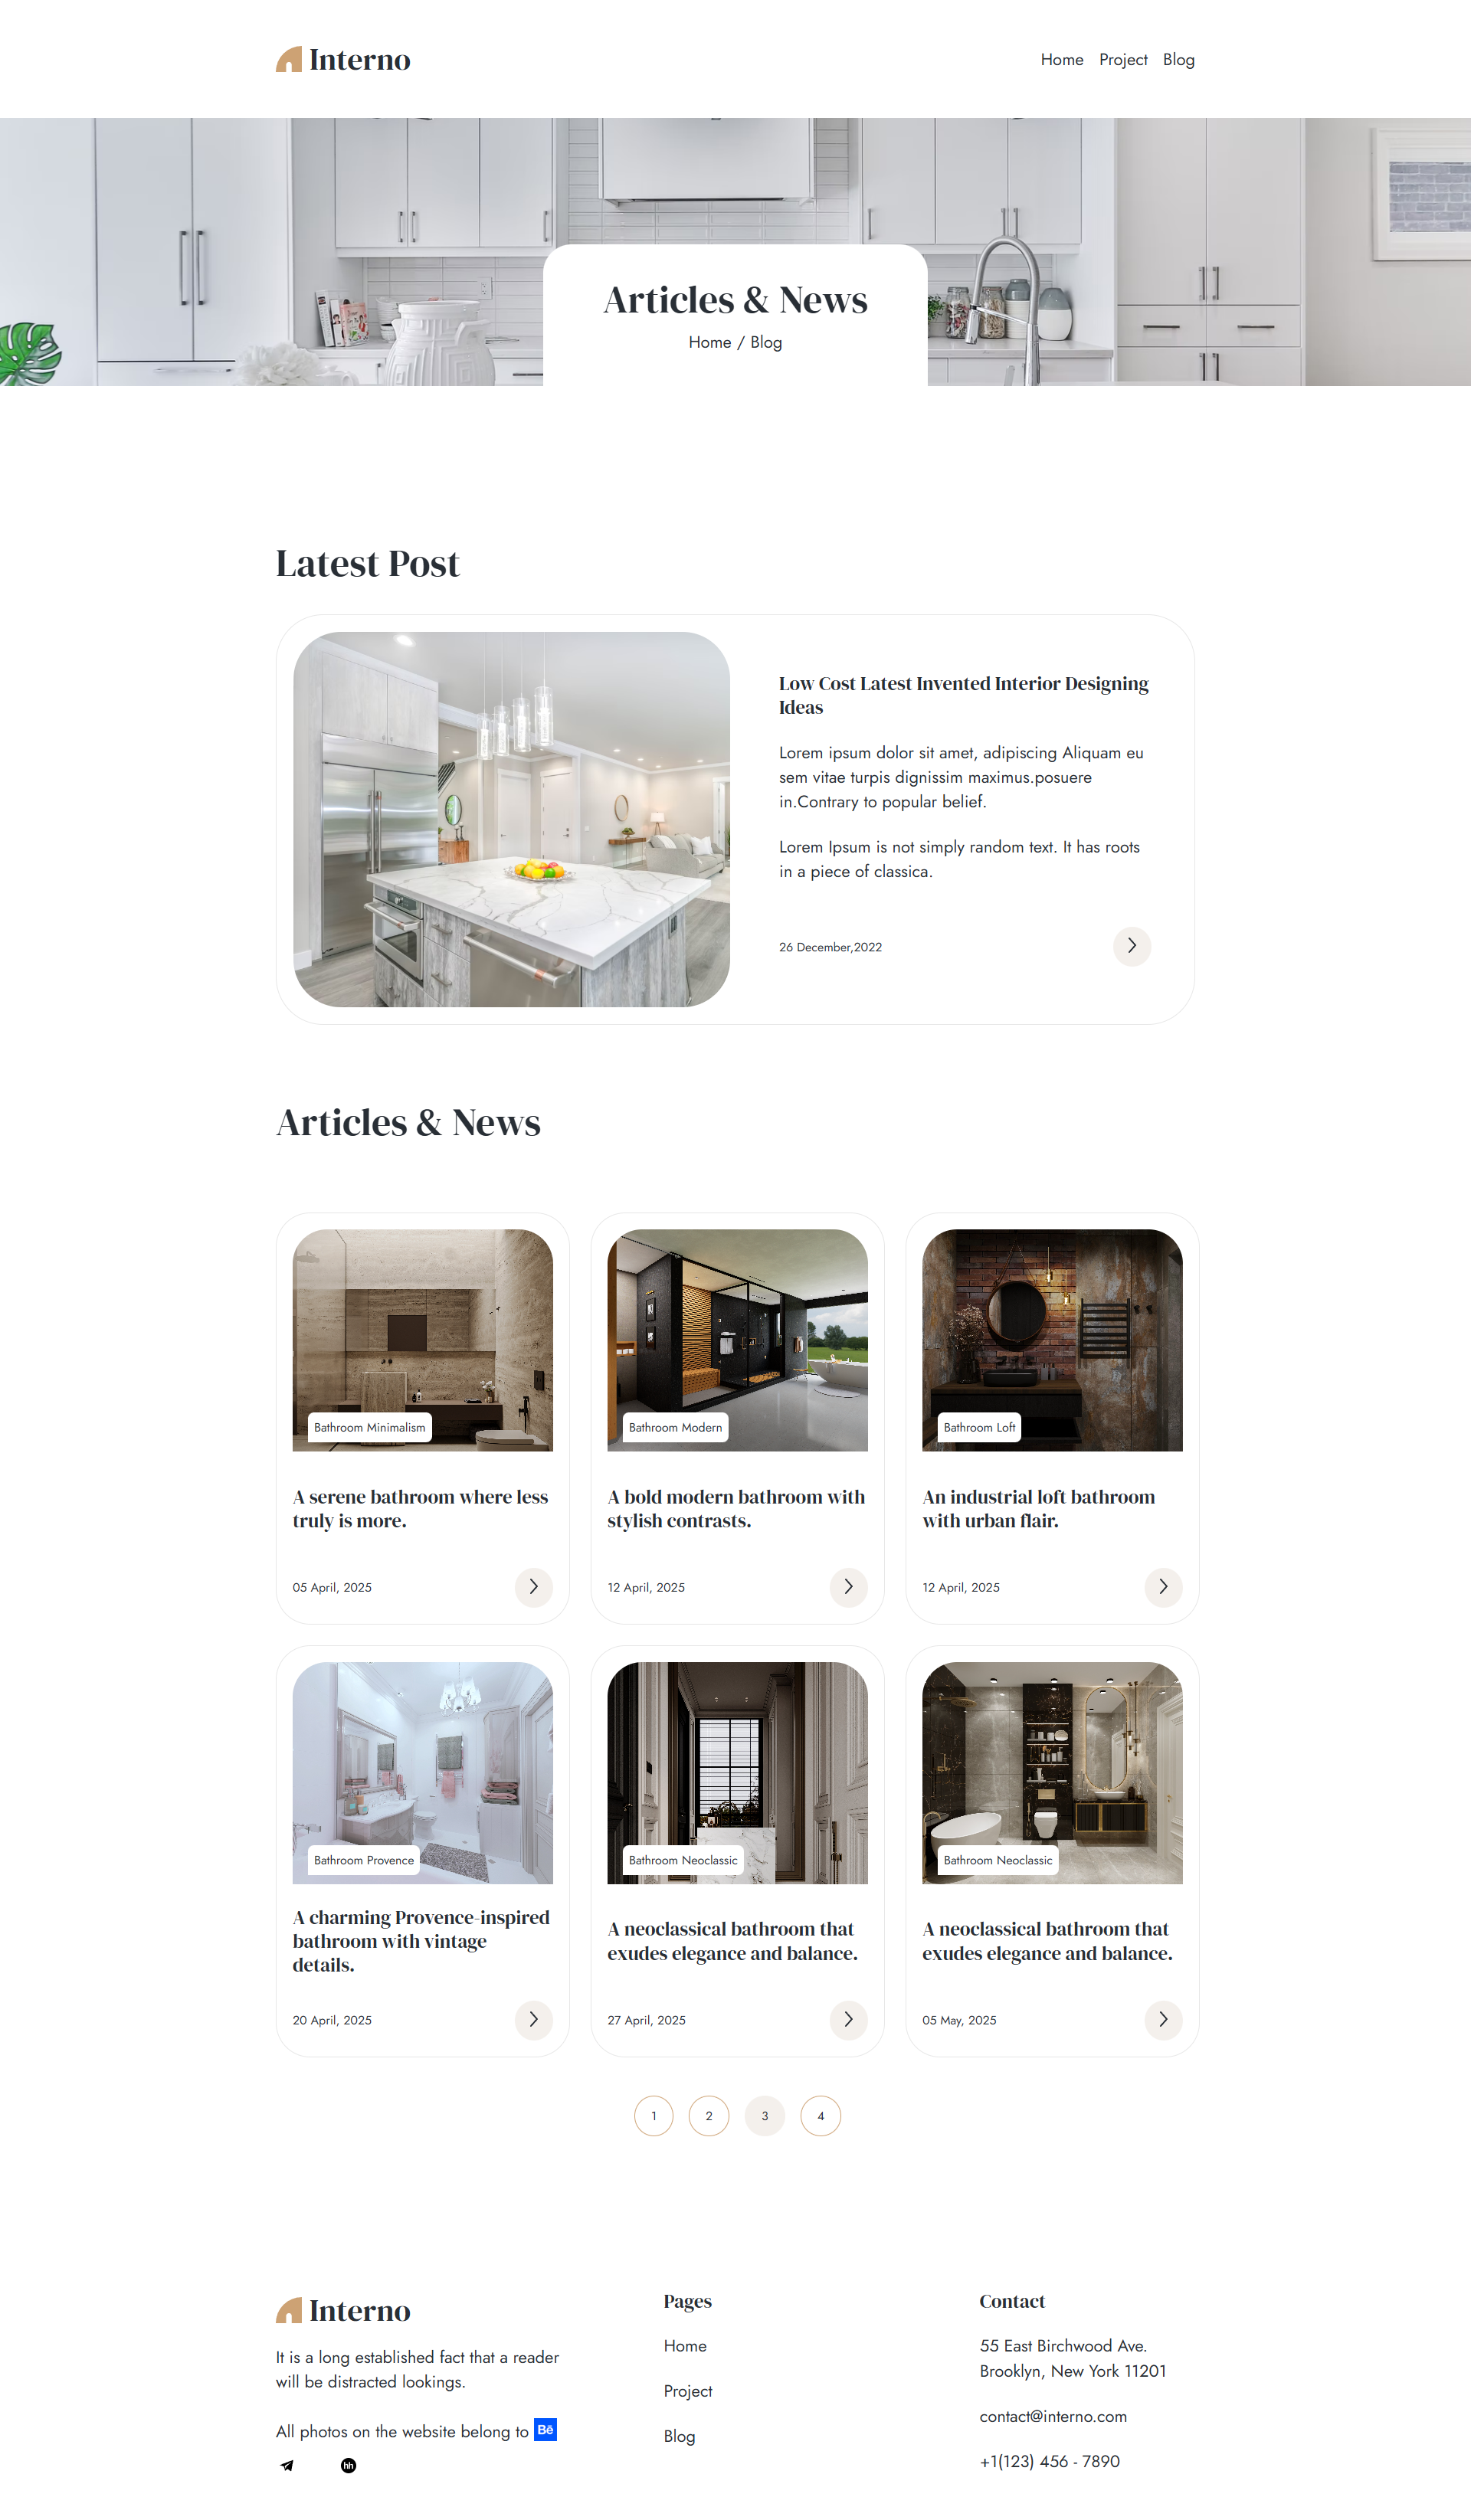 Interno
Home Project Blog
Articles & News
Home / Blog
Latest Post
Low Cost Latest Invented Interior Designing
Ideas
Lorem ipsum dolor sit amet, adipiscing Aliquam eu
sem vitae turpis dignissim maximus.posuere
in.Contrary to popular belief.
Lorem Ipsum is not simply random text. It has roots
in a piece of classica.
26 December,2022
Articles & News
Bathroom Minimalism
A serene bathroom where less
truly is more.
05 April, 2025
Bathroom Modern
A bold modern bathroom with
stylish contrasts.
12 April, 2025
Bathroom Loft
An industrial loft bathroom
with urban flair.
12 April, 2025
Bathroom Provence
A charming Provence-inspired
bathroom with vintage
details.
20 April, 2025
Bathroom Neoclassic
A neoclassical bathroom that
exudes elegance and balance.
27 April, 2025
Bathroom Neoclassic
A neoclassical bathroom that
exudes elegance and balance.
05 May, 2025
1 2 3 4
Interno
It is a long established fact that a reader
will be distracted lookings.
All photos on the website belong to Bē
hh
Pages
Home
Project
Blog
Contact
55 East Birchwood Ave.
Brooklyn, New York 11201
contact@interno.com
+1(123) 456 - 7890